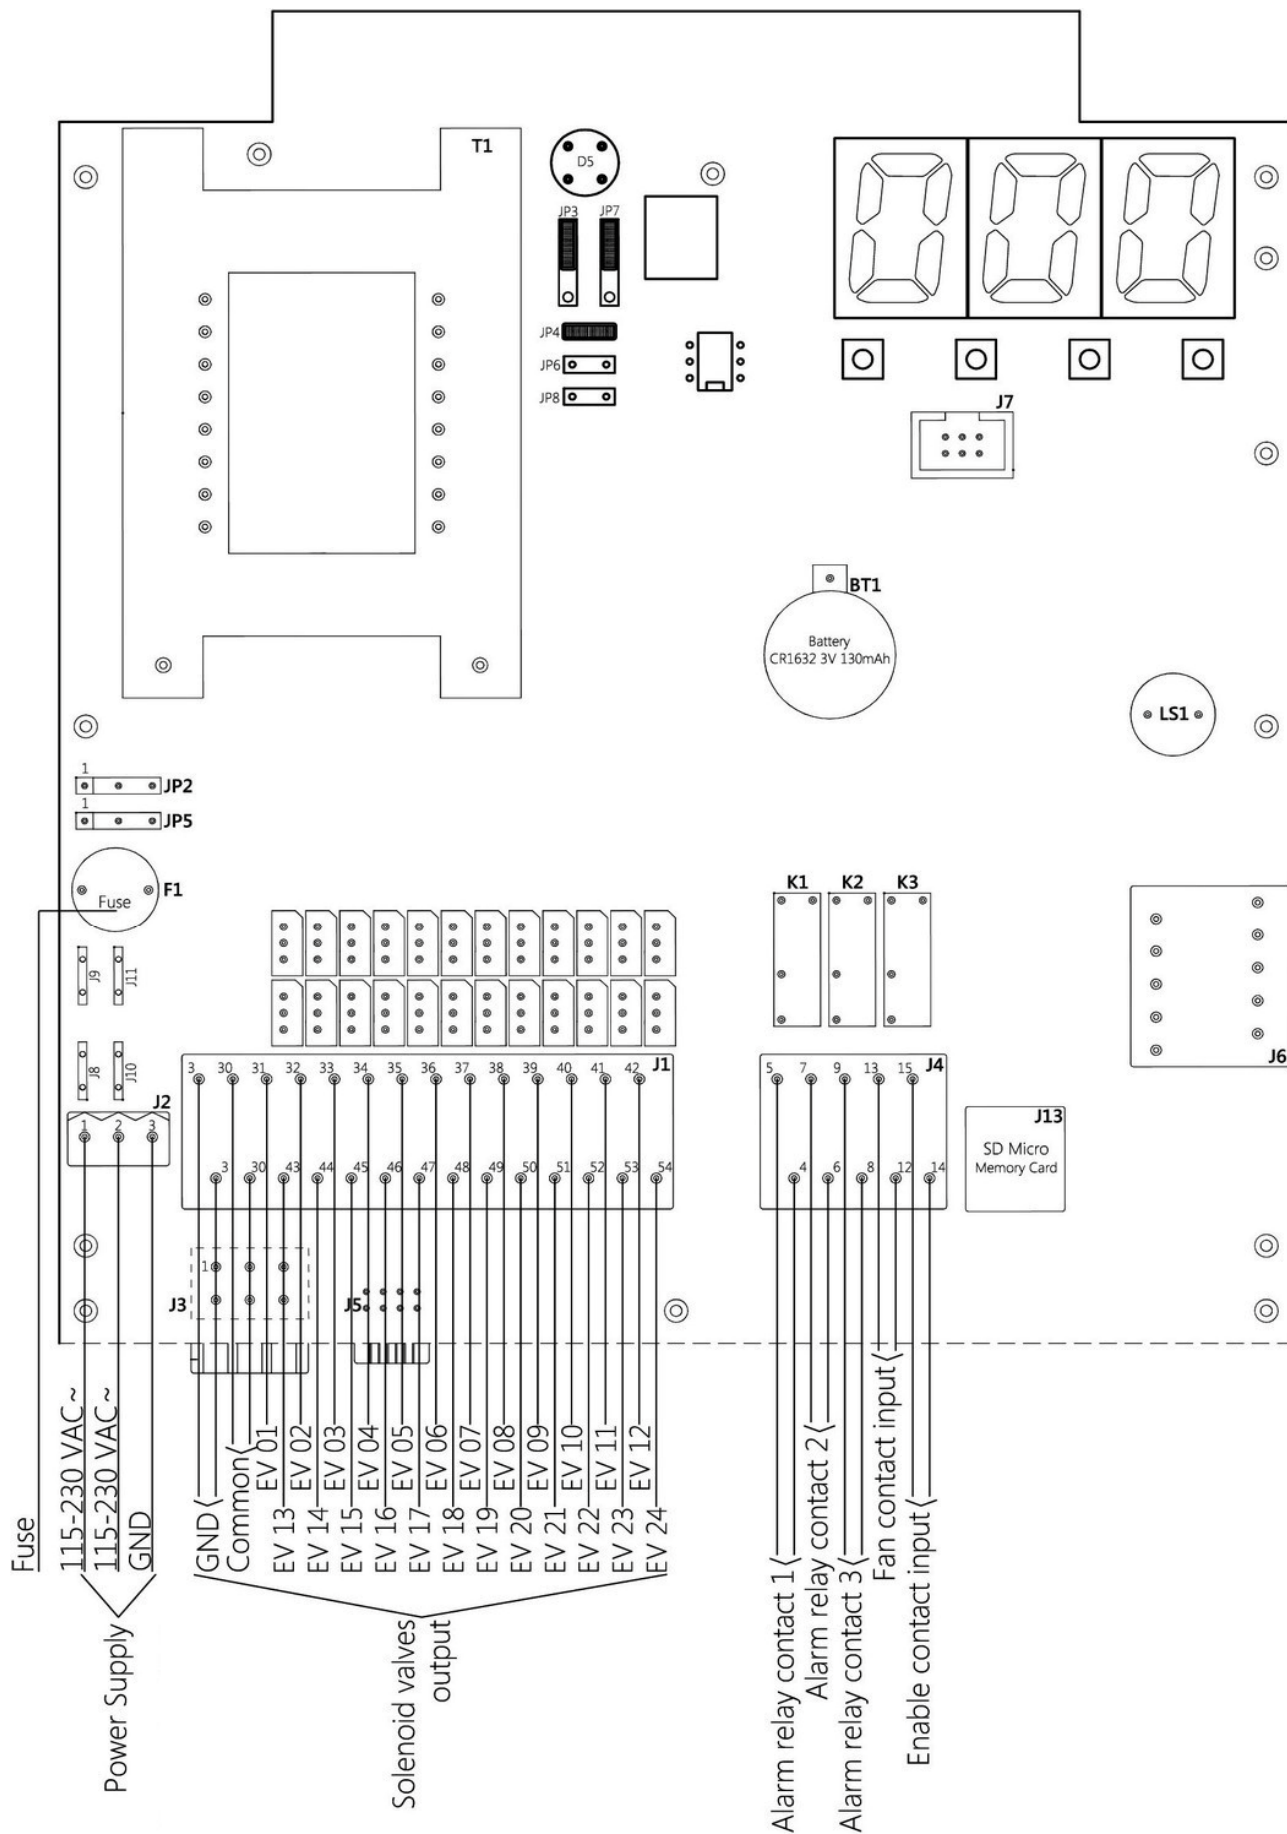 T1
D5
JP3
JP7
JP4
JP6
JP8
J7
BT1
Battery
CR1632 3V 130mAh
LS1
1
JP2
1
JP5
F1
Fuse
K1
K2
K3
J9
J11
J8
J10
J6
J2
1
2
3
3
30
31
32
33
34
35
36
37
38
39
40
41
42
J1
3
30
43
44
45
46
47
48
49
50
51
52
53
54
5
7
9
13
15
J4
4
6
8
12
14
J13
SD Micro
Memory Card
1
J3
J5
Fuse
115-230 VAC ~
115-230 VAC ~
GND
Power Supply
GND
Common
EV 01
EV 02
EV 03
EV 04
EV 05
EV 06
EV 07
EV 08
EV 09
EV 10
EV 11
EV 12
EV 13
EV 14
EV 15
EV 16
EV 17
EV 18
EV 19
EV 20
EV 21
EV 22
EV 23
EV 24
Solenoid valves
output
Alarm relay contact 1
Alarm relay contact 2
Alarm relay contact 3
Fan contact input
Enable contact input